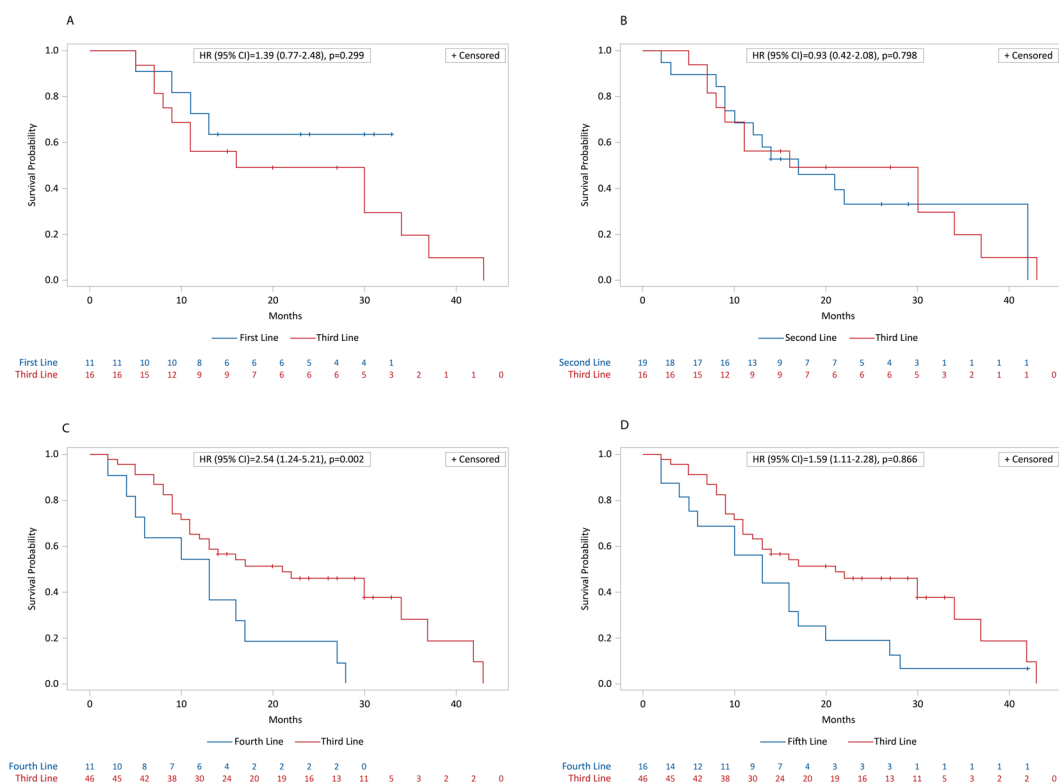 A
HR (95% CI)=1.39 (0.77-2.48), p=0.299
+ Censored
Survival Probability
1.0
0.8
0.6
0.4
0.2
0.0
0 10 20 30 40
Months
First Line Third Line
First Line 11 11 10 10 8 6 6 6 5 4 4 1
Third Line 16 16 15 12 9 9 7 6 6 6 5 3 2 1 1 0
B
HR (95% CI)=0.93 (0.42-2.08), p=0.798
+ Censored
Survival Probability
1.0
0.8
0.6
0.4
0.2
0.0
0 10 20 30 40
Months
Second Line Third Line
Second Line 19 18 17 16 13 9 7 7 5 4 3 1 1 1 1
Third Line 16 16 15 12 9 9 7 6 6 6 5 3 2 1 1 0
C
HR (95% CI)=2.54 (1.24-5.21), p=0.002
+ Censored
Survival Probability
1.0
0.8
0.6
0.4
0.2
0.0
0 10 20 30 40
Months
Fourth Line Third Line
Fourth Line 11 10 8 7 6 4 2 2 2 2 0
Third Line 46 45 42 38 30 24 20 19 16 13 11 5 3 2 2 0
D
HR (95% CI)=1.59 (1.11-2.28), p=0.866
+ Censored
Survival Probability
1.0
0.8
0.6
0.4
0.2
0.0
0 10 20 30 40
Months
Fifth Line Third Line
Fourth Line 16 14 12 11 9 7 4 3 3 3 1 1 1 1 1
Third Line 46 45 42 38 30 24 20 19 16 13 11 5 3 2 2 0